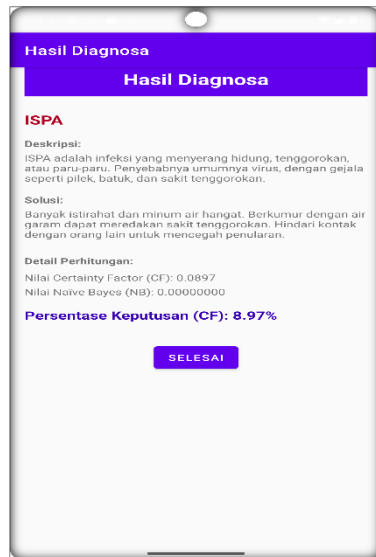 Hasil Diagnosa
Hasil Diagnosa
ISPA
Deskripsi:
ISPA adalah infeksi yang menyerang hidung, tenggorokan,
atau paru-paru. Penyebabnya umumnya virus, dengan gejala
seperti pilek, batuk, dan sakit tenggorokan.
Solusi:
Banyak istirahat dan minum air hangat. Berkumur dengan air
garam dapat meredakan sakit tenggorokan. Hindari kontak
dengan orang lain untuk mencegah penularan.
Detail Perhitungan:
Nilai Certainty Factor (CF): 0.0897
Nilai Naïve Bayes (NB): 0.00000000
Persentase Keputusan (CF): 8.97%
SELESAI